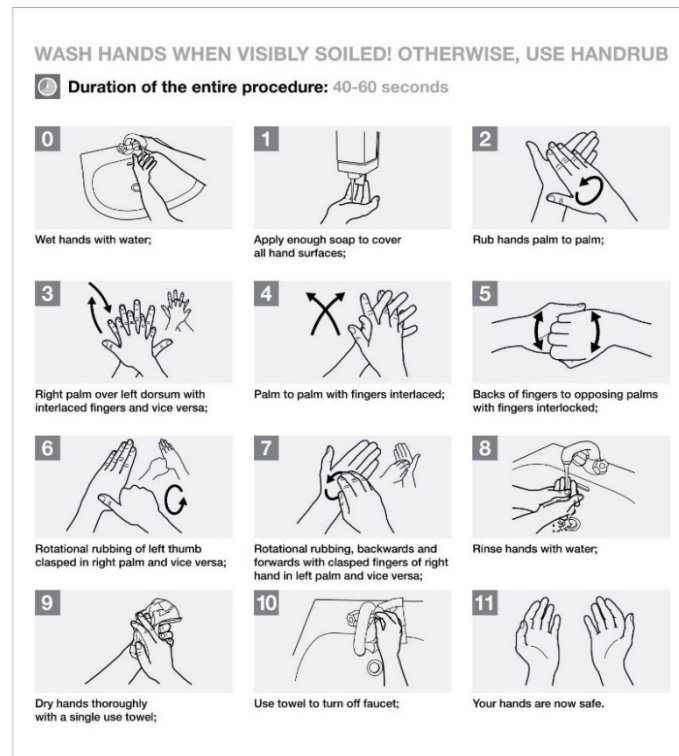 WASH HANDS WHEN VISIBLY SOILED! OTHERWISE, USE HANDRUB
Duration of the entire procedure: 40-60 seconds
0
Wet hands with water;
1
Apply enough soap to cover
all hand surfaces;
2
Rub hands palm to palm;
3
Right palm over left dorsum with
interlaced fingers and vice versa;
4
Palm to palm with fingers interlaced;
5
Backs of fingers to opposing palms
with fingers interlocked;
6
Rotational rubbing of left thumb
clasped in right palm and vice versa;
7
Rotational rubbing, backwards and
forwards with clasped fingers of right
hand in left palm and vice versa;
8
Rinse hands with water;
9
Dry hands thoroughly
with a single use towel;
10
Use towel to turn off faucet;
11
Your hands are now safe.